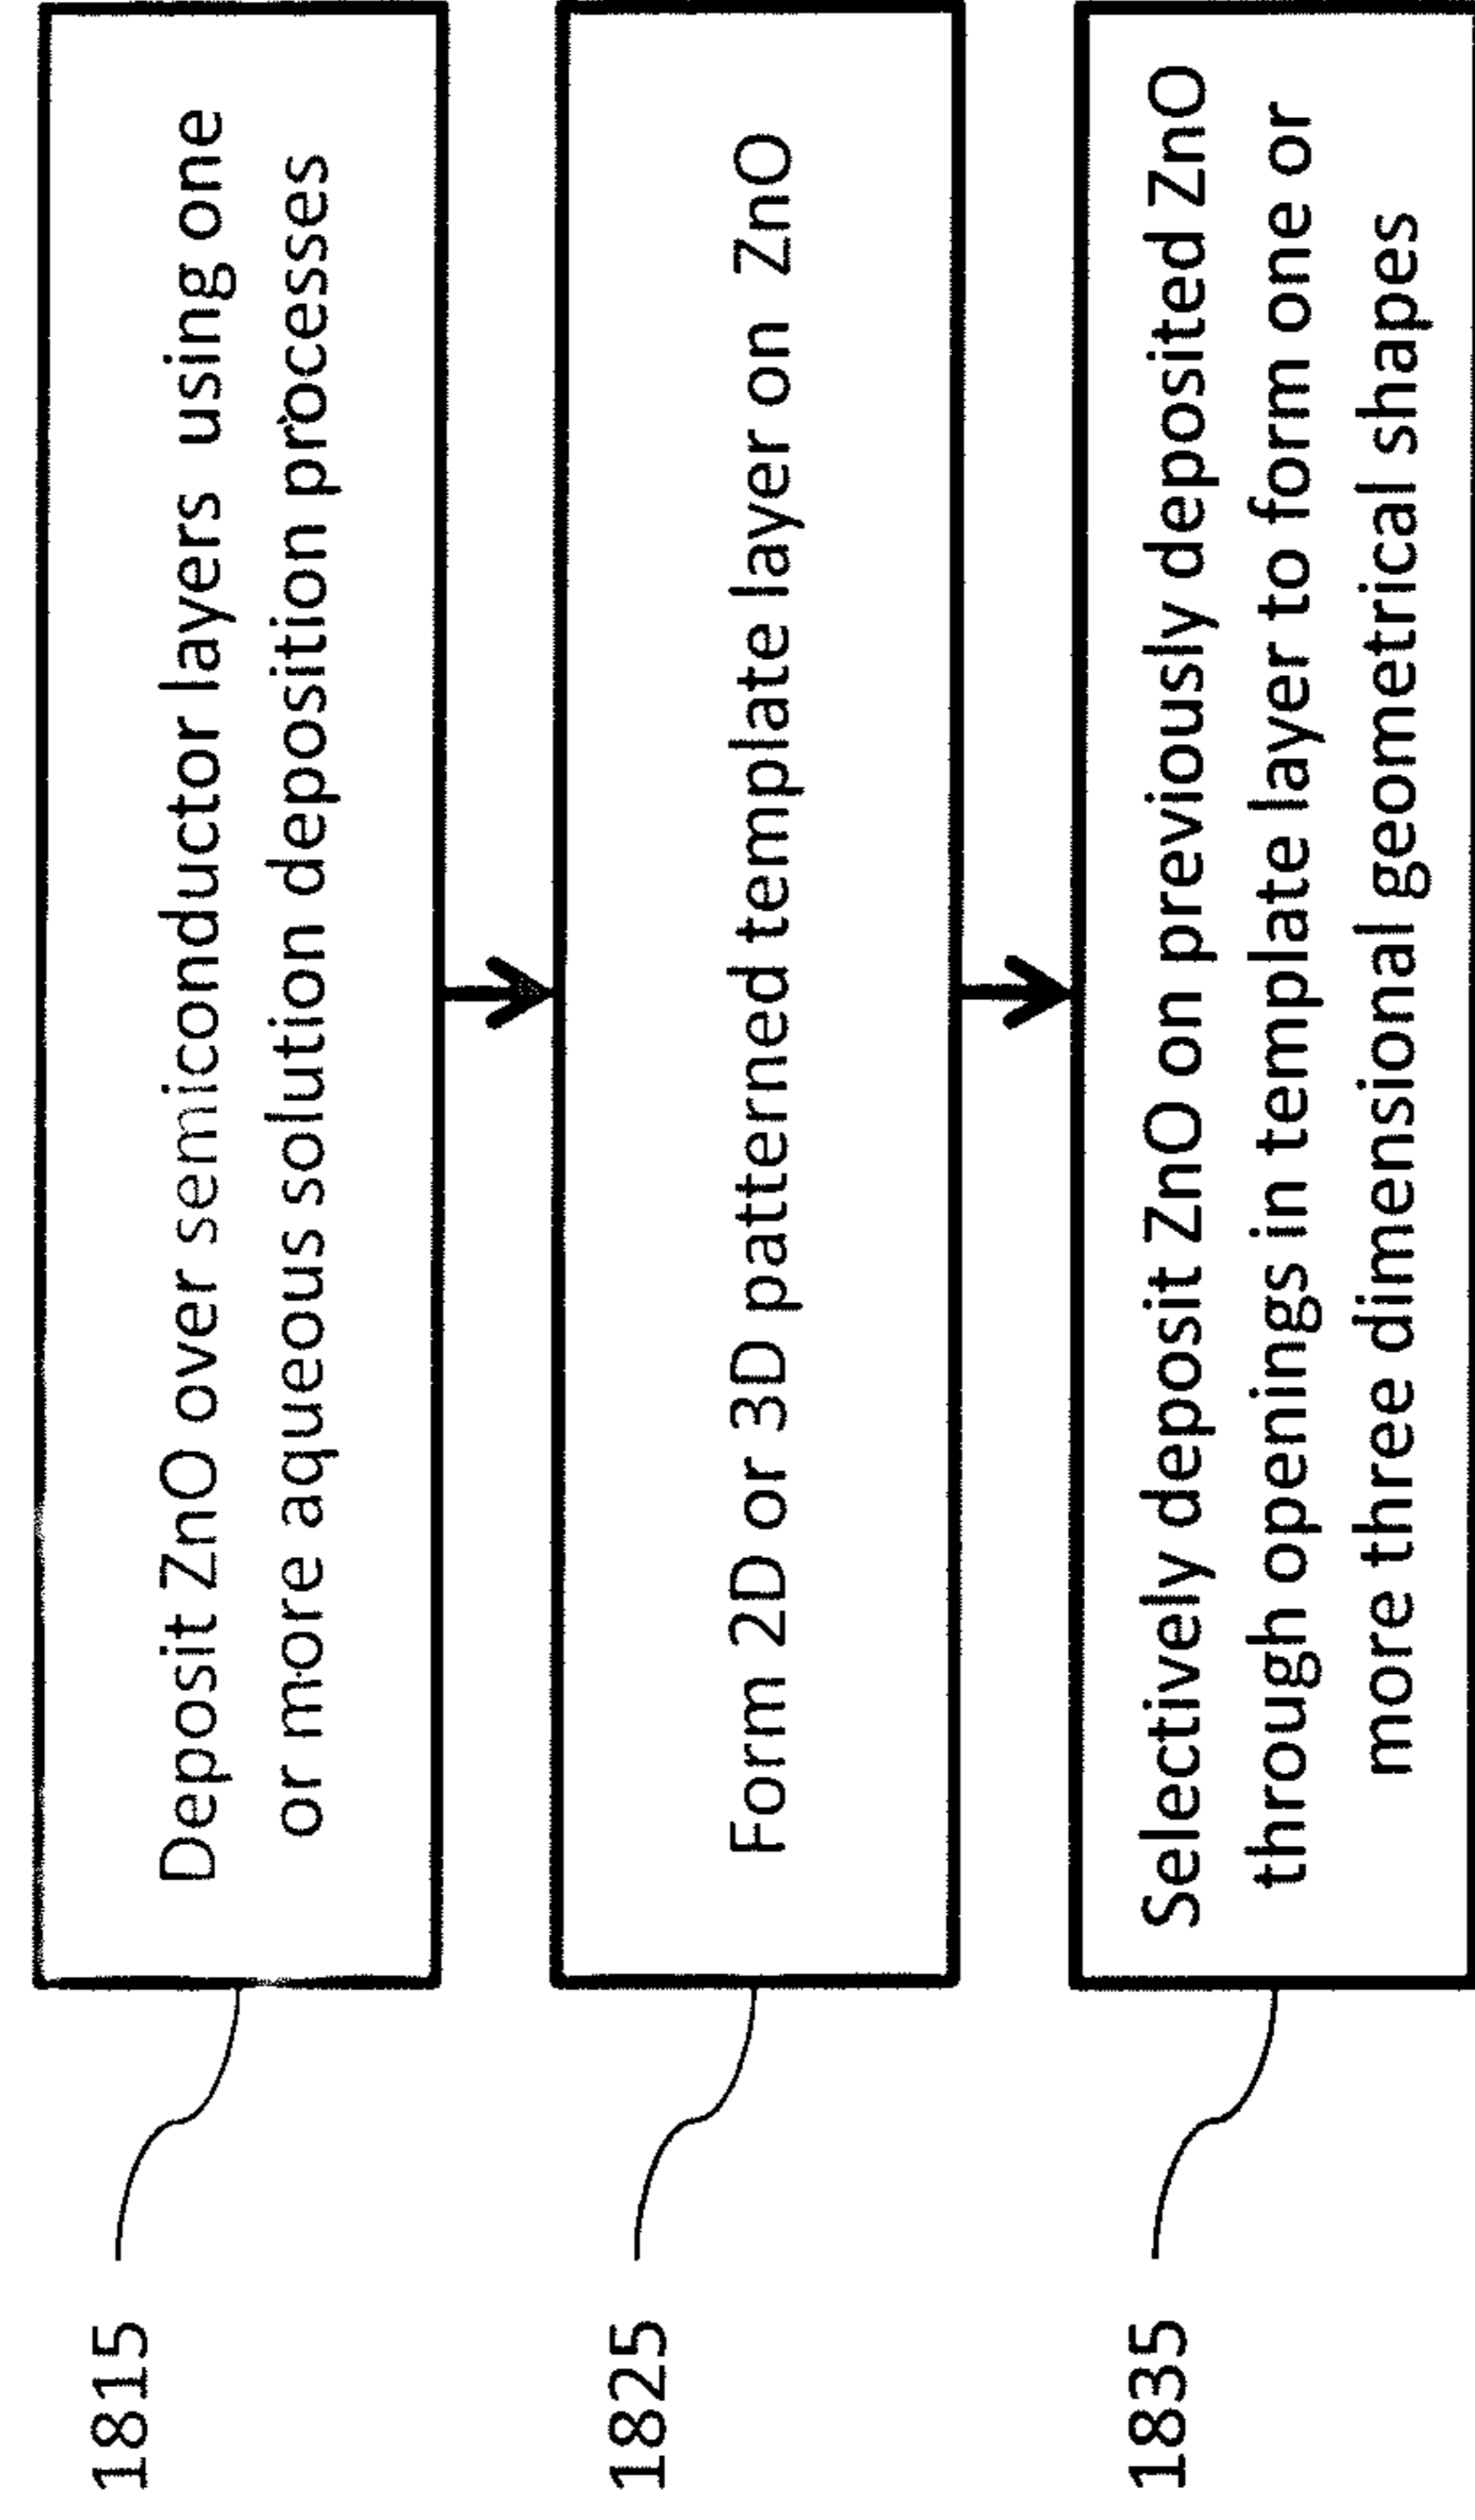 1815
Deposit ZnO over semiconductor layers using one
or more aqueous solution deposition processes
1825
Form 2D or 3D patterned template layer on ZnO
1835
Selectively deposit ZnO on previously deposited ZnO
through openings in template layer to form one or
more three dimensional geometrical shapes